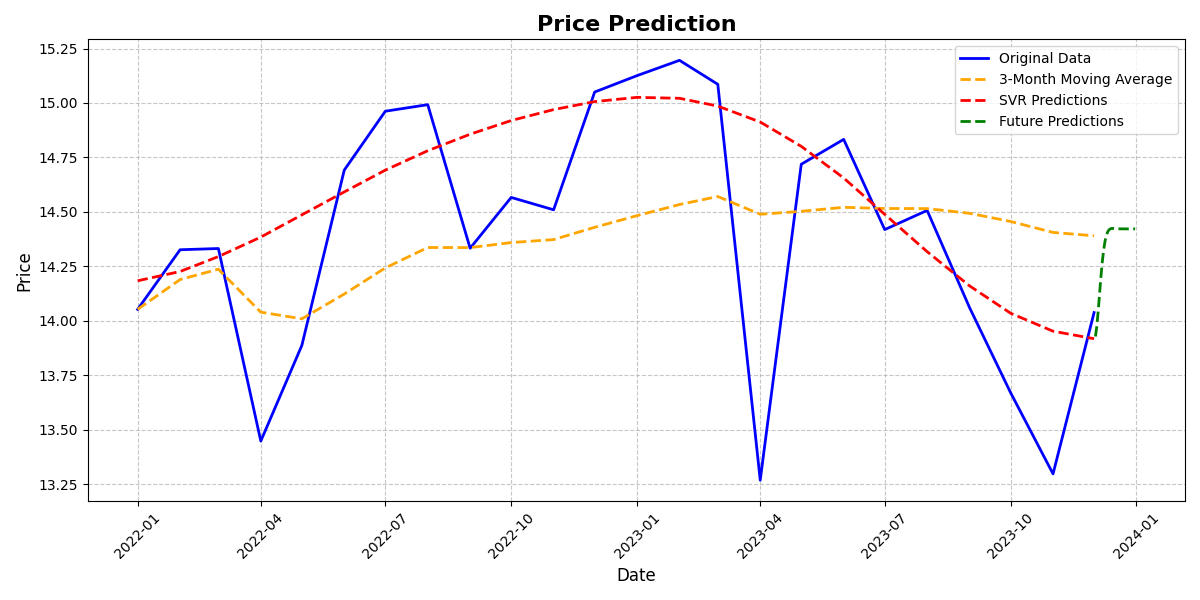 Price Prediction
Original Data
3-Month Moving Average
SVR Predictions
Future Predictions
Price
15.25
15.00
14.75
14.50
14.25
14.00
13.75
13.50
13.25
2022-01
2022-04
2022-07
2022-10
2023-01
2023-04
2023-07
2023-10
2024-01
Date